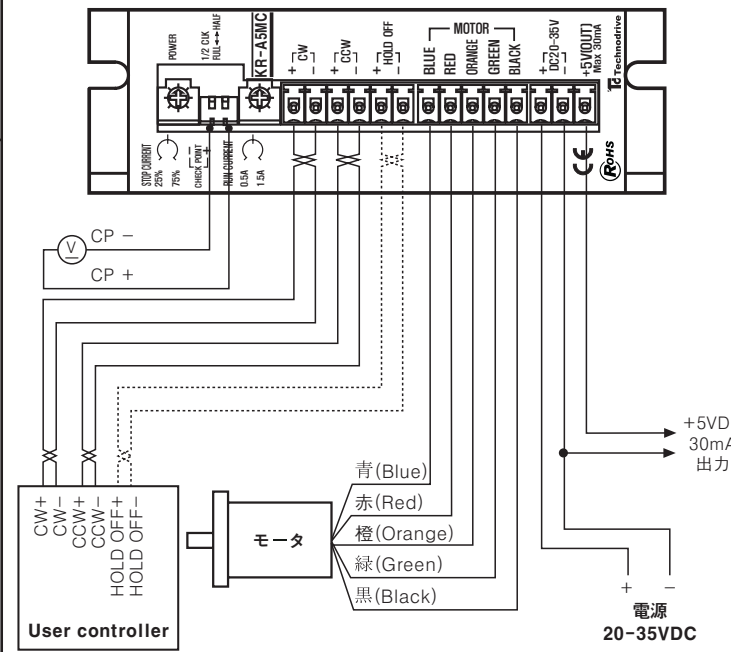 POWER
1/2 CLK
FULL ←→ HALF
KR-A5MC
+ CW -
+ CCW -
+ HOLD OFF -
MOTOR
BLUE
RED
ORANGE
GREEN
BLACK
+ DC20-35V -
+5V(OUT)
Max 30mA
Td Technodrive
STOP CURRENT
25%
75%
CHECK POINT
- +
RUN CURRENT
0.5A
1.5A
CE
RoHS
V
CP −
CP +
+5VD
30mA
出力
青(Blue)
赤(Red)
橙(Orange)
緑(Green)
黒(Black)
モータ
CW+
CW−
CCW+
CCW−
HOLD OFF+
HOLD OFF−
User controller
+ −
電源
20-35VDC